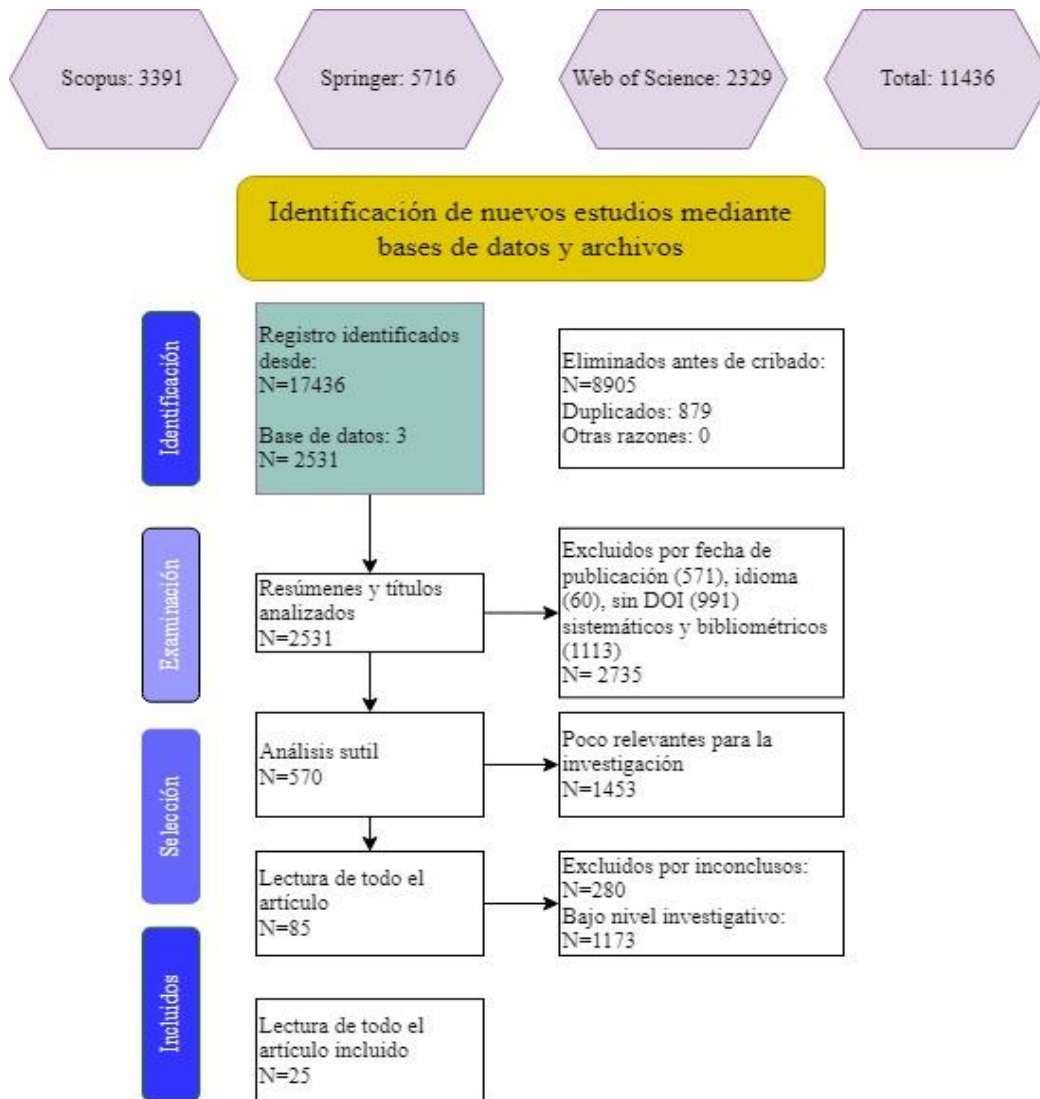 Scopus: 3391
Springer: 5716
Web of Science: 2329
Total: 11436
Identificación de nuevos estudios mediante
bases de datos y archivos
Identificación
Registro identificados
desde:
N=17436
Base de datos: 3
N= 2531
Eliminados antes de cribado:
N=8905
Duplicados: 879
Otras razones: 0
Examinación
Resúmenes y títulos
analizados
N=2531
Excluidos por fecha de
publicación (571), idioma
(60), sin DOI (991)
sistemáticos y bibliométricos
(1113)
N= 2735
Selección
Análisis sutil
N=570
Poco relevantes para la
investigación
N=1453
Lectura de todo el
artículo
N=85
Excluidos por inconclusos:
N=280
Bajo nivel investigativo:
N=1173
Incluidos
Lectura de todo el
artículo incluido
N=25